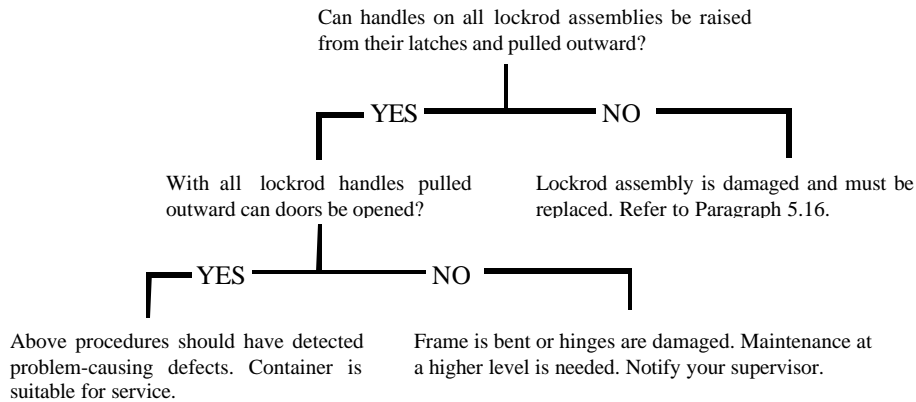 Can handles on all lockrod assemblies be raised
from their latches and pulled outward?
YES
NO
With all lockrod handles pulled
outward can doors be opened?
Lockrod assembly is damaged and must be
replaced. Refer to Paragraph 5.16.
YES
NO
Above procedures should have detected
problem-causing defects. Container is
suitable for service.
Frame is bent or hinges are damaged. Maintenance at
a higher level is needed. Notify your supervisor.